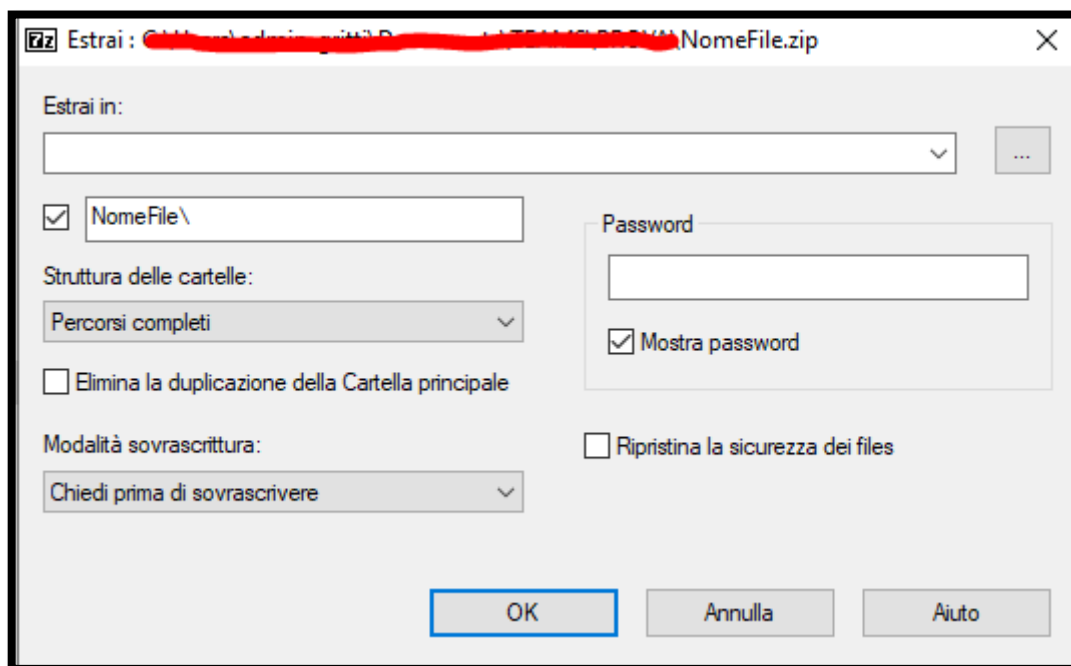 7z Estrai : NomeFile.zip
Estrai in:
...
NomeFile\
Password
Struttura delle cartelle:
Percorsi completi
Mostra password
Elimina la duplicazione della Cartella principale
Modalità sovrascrittura:
Ripristina la sicurezza dei files
Chiedi prima di sovrascrivere
OK Annulla Aiuto